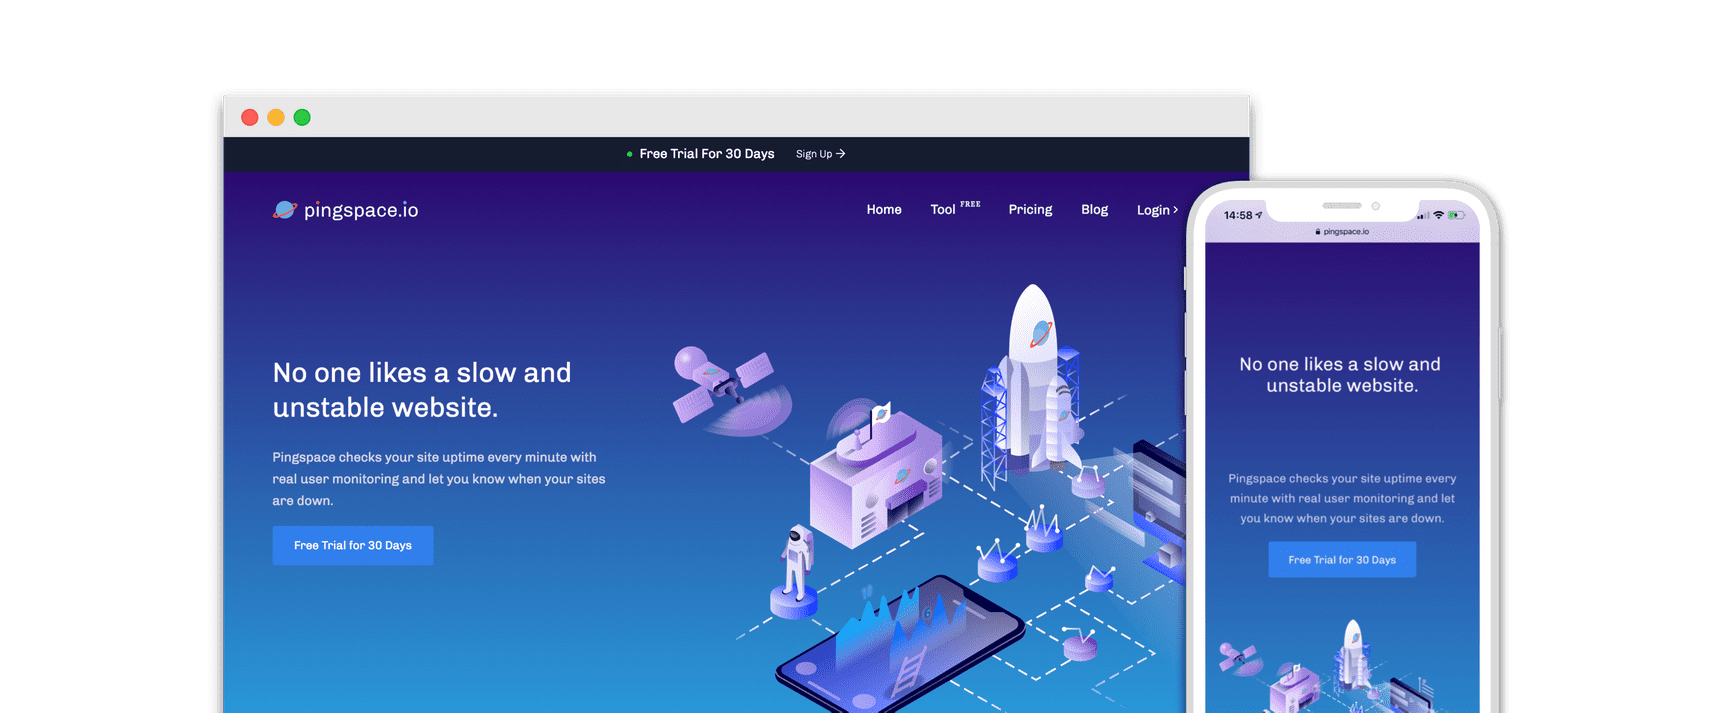 Free Trial For 30 Days Sign Up →
pingspace.io
Home Tool FREE Pricing Blog Login ›
No one likes a slow and
unstable website.
Pingspace checks your site uptime every minute with
real user monitoring and let you know when your sites
are down.
Free Trial for 30 Days
14:58
pingspace.io
No one likes a slow and
unstable website.
Pingspace checks your site uptime every
minute with real user monitoring and let
you know when your sites are down.
Free Trial for 30 Days